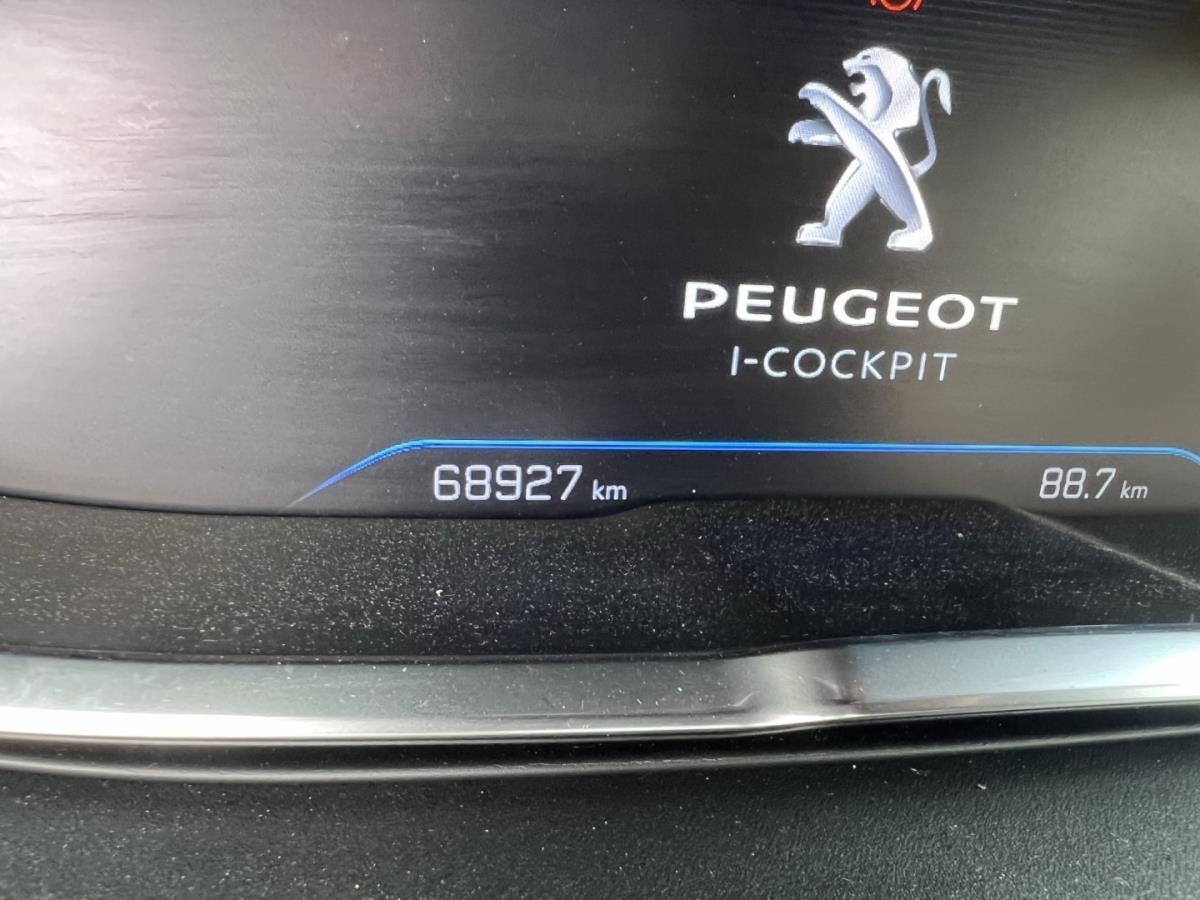 PEUGEOT
I-COCKPIT
68927 km
88.7 km